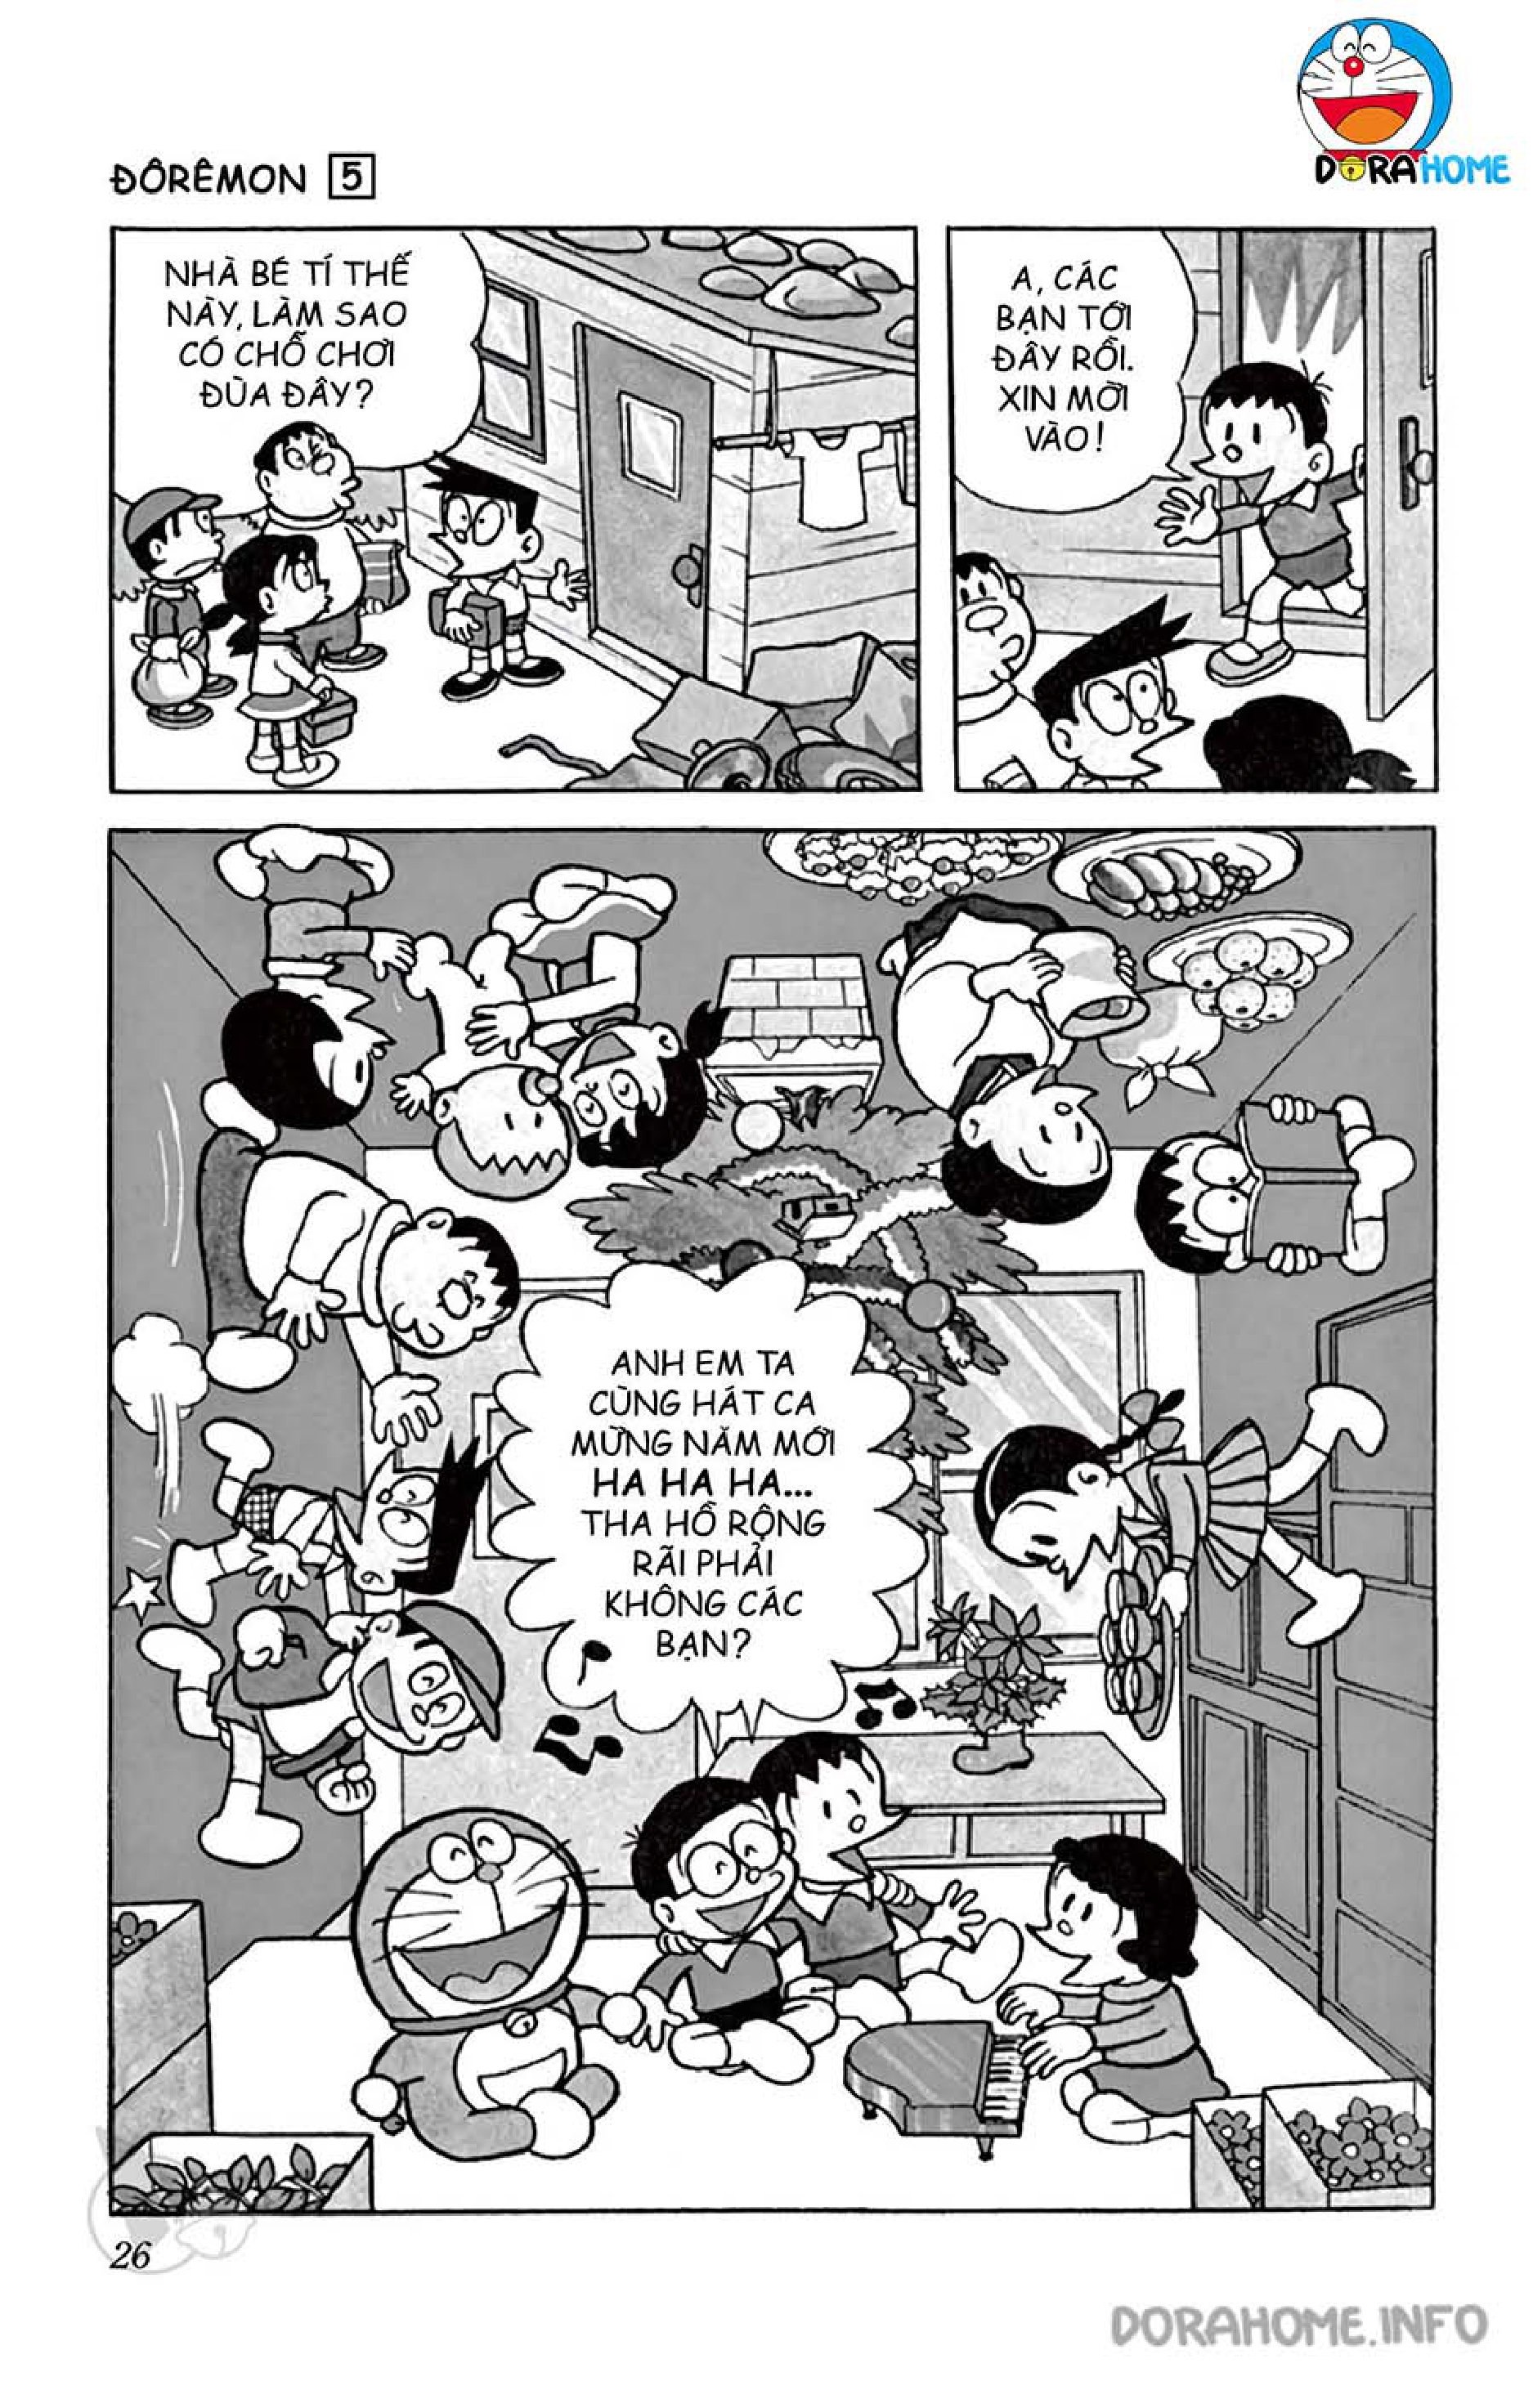 DORAHOME
ĐÔRÊMON 5
NHÀ BÉ TÍ THẾ
NÀY, LÀM SAO
CÓ CHỖ CHƠI
ĐÙA ĐÂY?
A, CÁC
BẠN TỚI
ĐÂY RỒI.
XIN MỜI
VÀO!
ANH EM TA
CÙNG HÁT CA
MỪNG NĂM MỚI
HA HA HA...
THA HỒ RỘNG
RÃI PHẢI
KHÔNG CÁC
BẠN?
26
DORAHOME.INFO